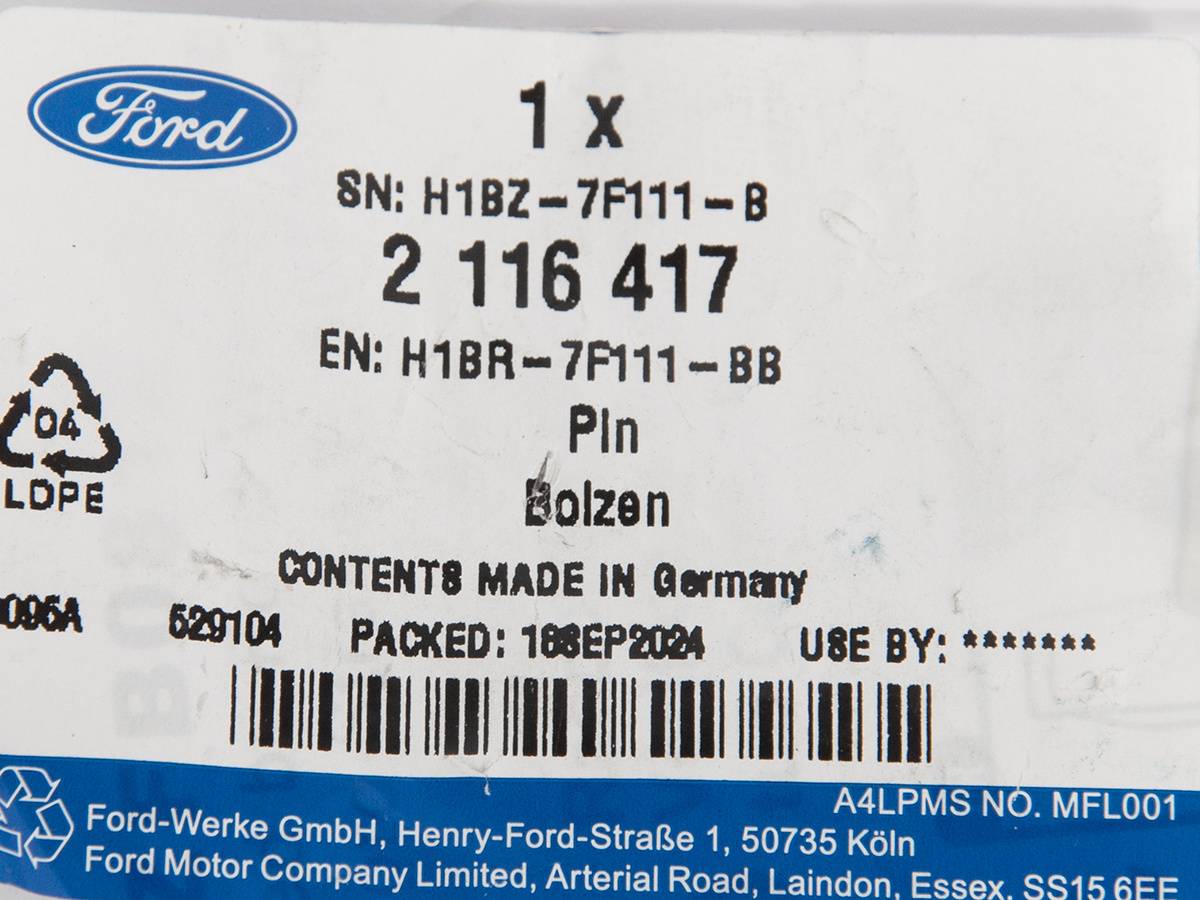 Ford
1 x
SN: H1BZ-7F111-B
2 116 417
EN: H1BR-7F111-BB
04
LDPE
Pin
Bolzen
CONTENTS MADE IN Germany
529104 PACKED: 16SEP2024 USE BY: *******
A4LPMS NO. MFL001
Ford-Werke GmbH, Henry-Ford-Straße 1, 50735 Köln
Ford Motor Company Limited, Arterial Road, Laindon, Essex, SS15 6EE